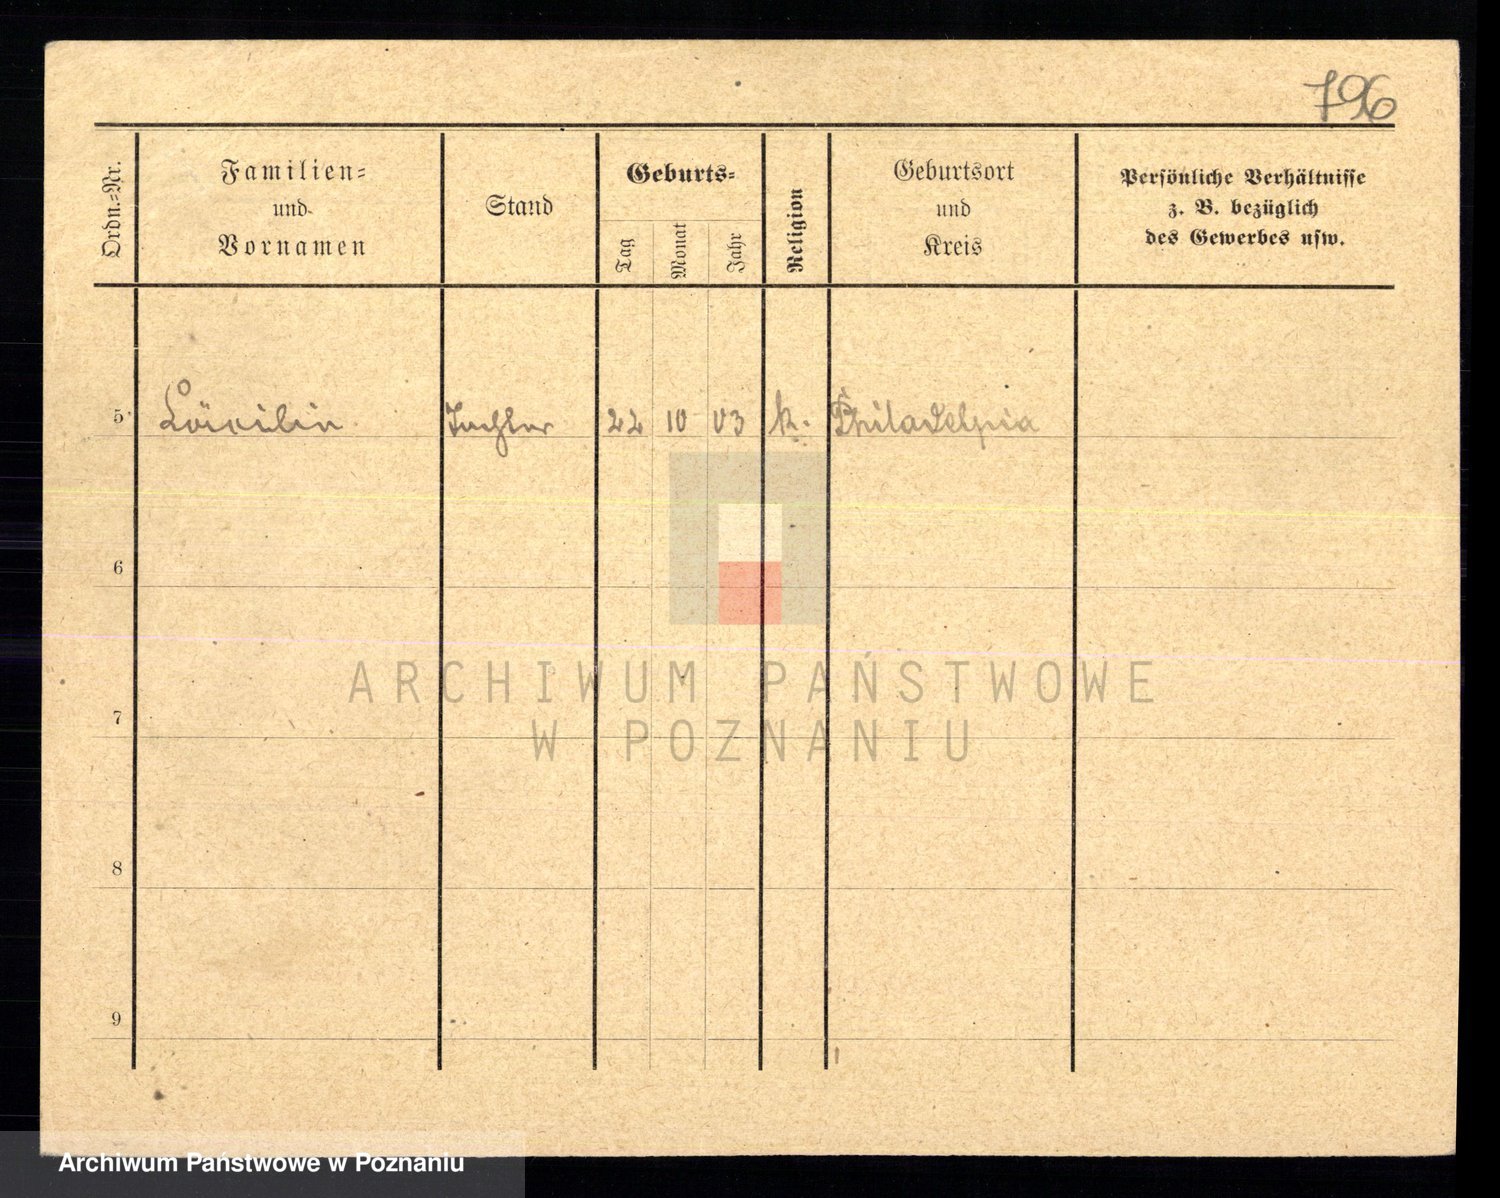 796
Ordn.-Nr.
Familien-
und
Vornamen
Stand
Geburts-
Tag
Monat
Jahr
Religion
Geburtsort
und
Kreis
Persönliche Verhältnisse
z. B. bezüglich
des Gewerbes usw.
5 Tochter 22 10 03 k. Philadelphia
6
7
8
9
ARCHIWUM PAŃSTWOWE
W POZNANIU
Archiwum Państwowe w Poznaniu